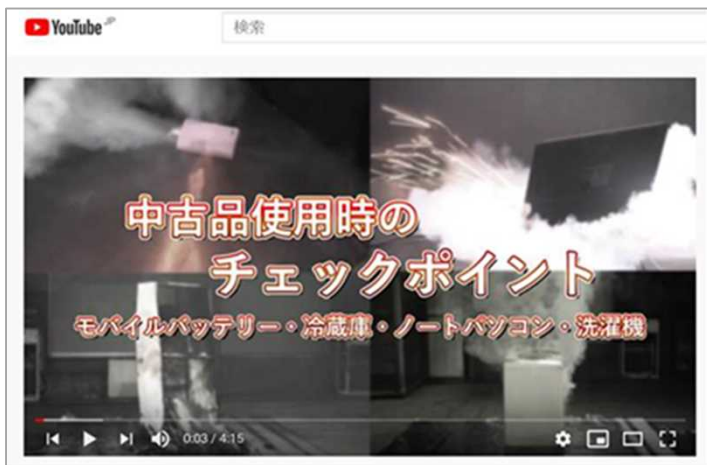 YouTube JP
検索
中古品使用時の
チェックポイント
モバイルバッテリー・冷蔵庫・ノートパソコン・洗濯機
0:03 / 4:15